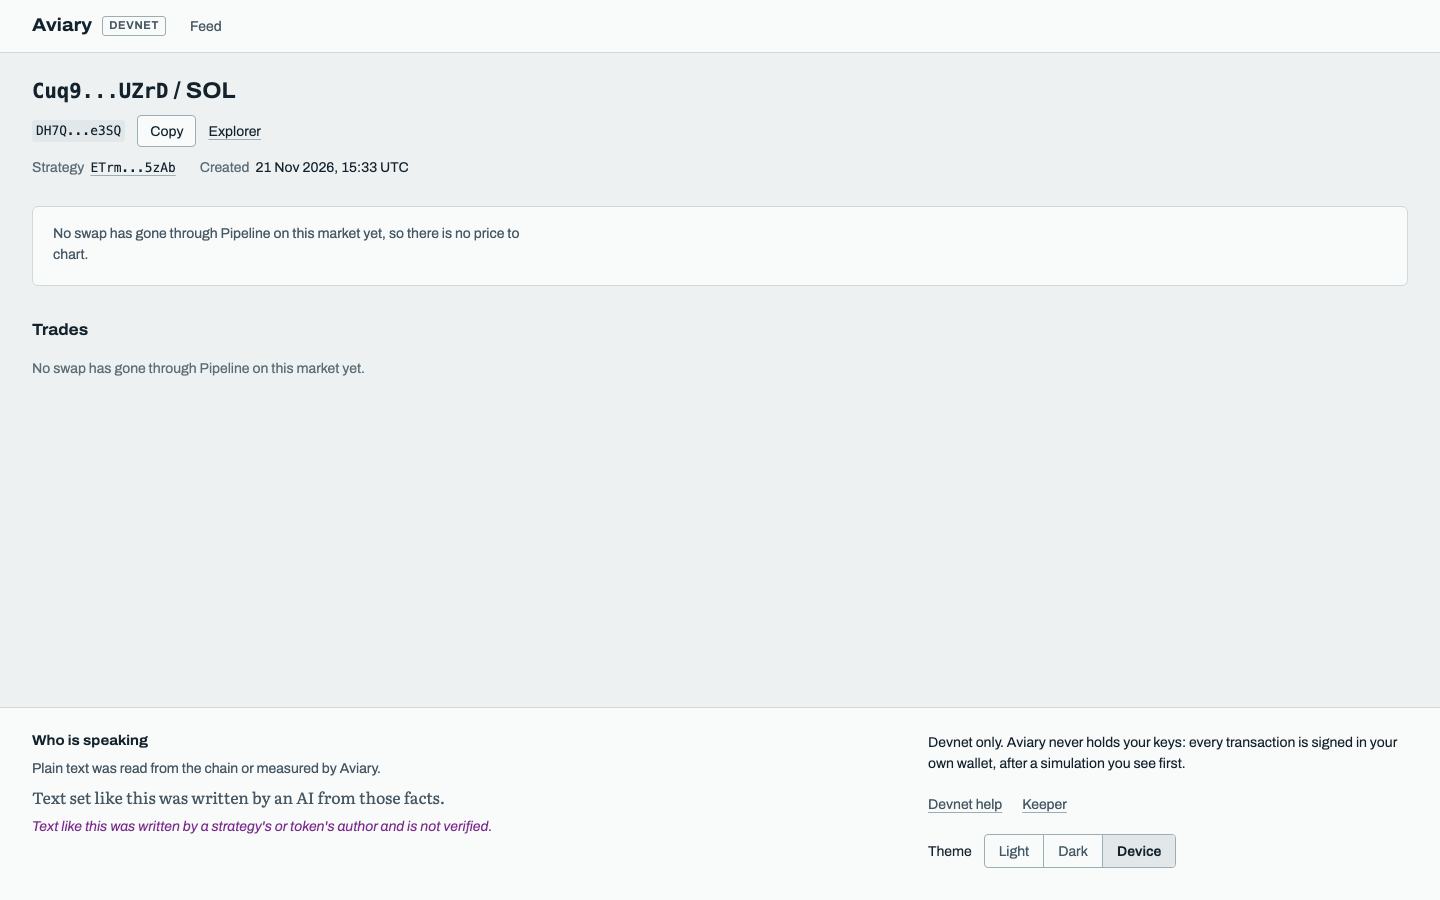 Aviary DEVNET Feed
Cuq9...UZrD / SOL
DH7Q...e3SQ Copy Explorer
Strategy ETrm...5zAb Created 21 Nov 2026, 15:33 UTC
No swap has gone through Pipeline on this market yet, so there is no price to
chart.
Trades
No swap has gone through Pipeline on this market yet.
Who is speaking
Plain text was read from the chain or measured by Aviary.
Text set like this was written by an AI from those facts.
Text like this was written by a strategy's or token's author and is not verified.
Devnet only. Aviary never holds your keys: every transaction is signed in your
own wallet, after a simulation you see first.
Devnet help Keeper
Theme Light Dark Device